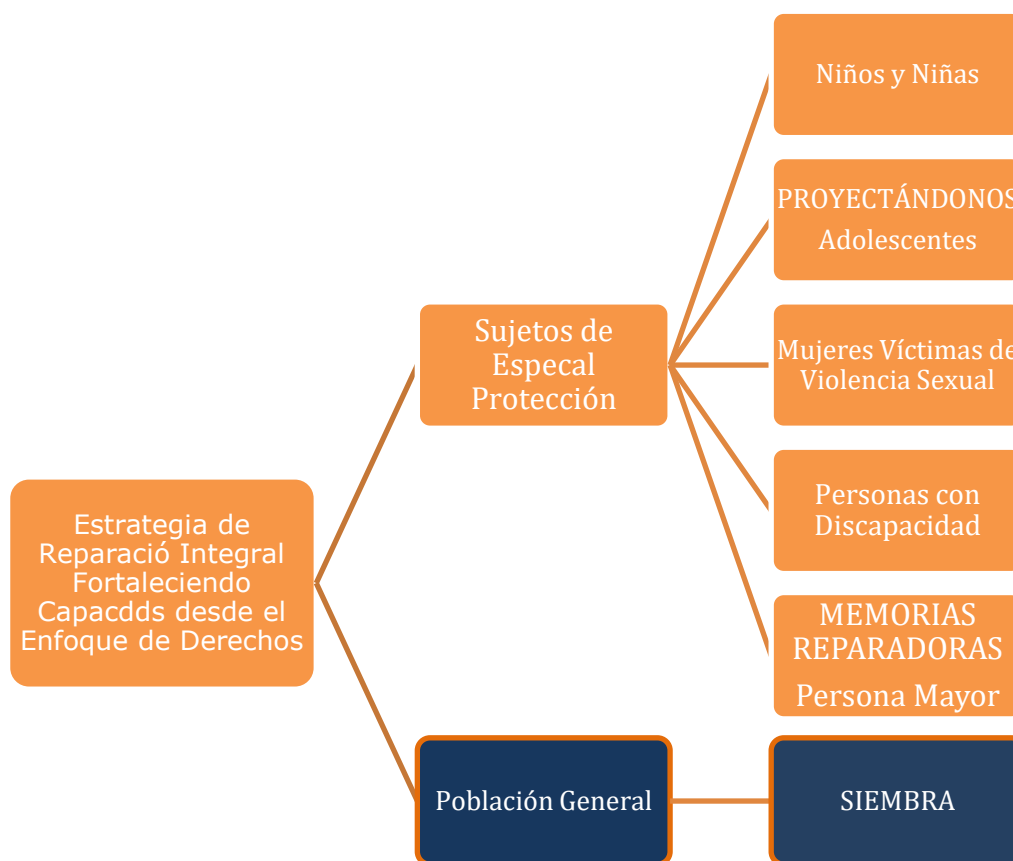 Estrategia de
Reparació Integral
Fortaleciendo
Capacdds desde el
Enfoque de Derechos
Sujetos de
Especal
Protección
Niños y Niñas
PROYECTÁNDONOS
Adolescentes
Mujeres Víctimas de
Violencia Sexual
Personas con
Discapacidad
MEMORIAS
REPARADORAS
Persona Mayor
Población General
SIEMBRA